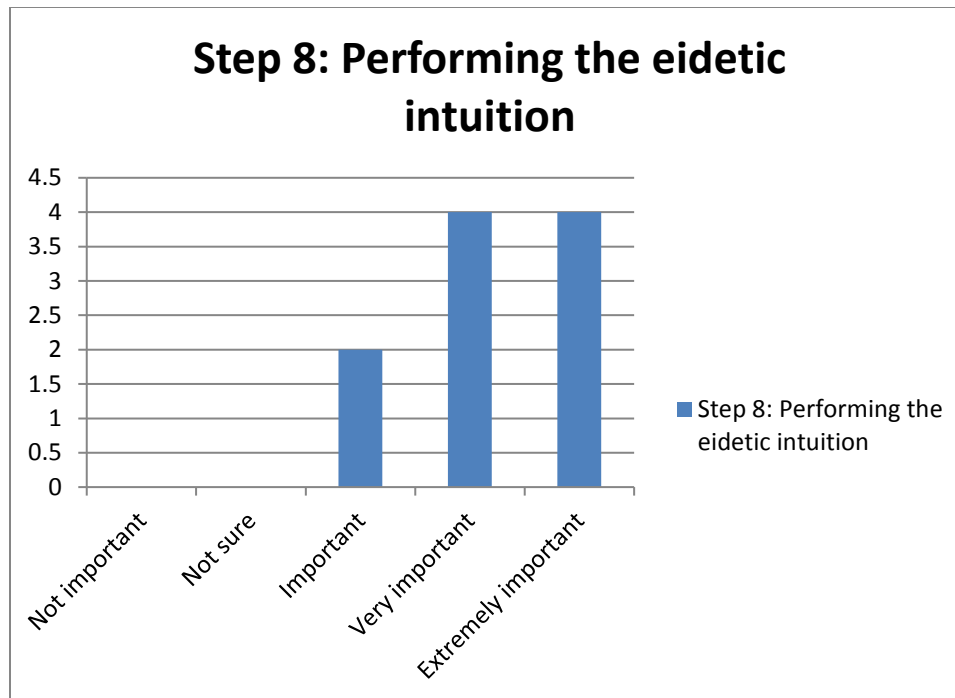 Step 8: Performing the eidetic
intuition
4.5
4
3.5
3
2.5
2
1.5
1
0.5
0
Not important
Not sure
Important
Very important
Extremely important
Step 8: Performing the
eidetic intuition